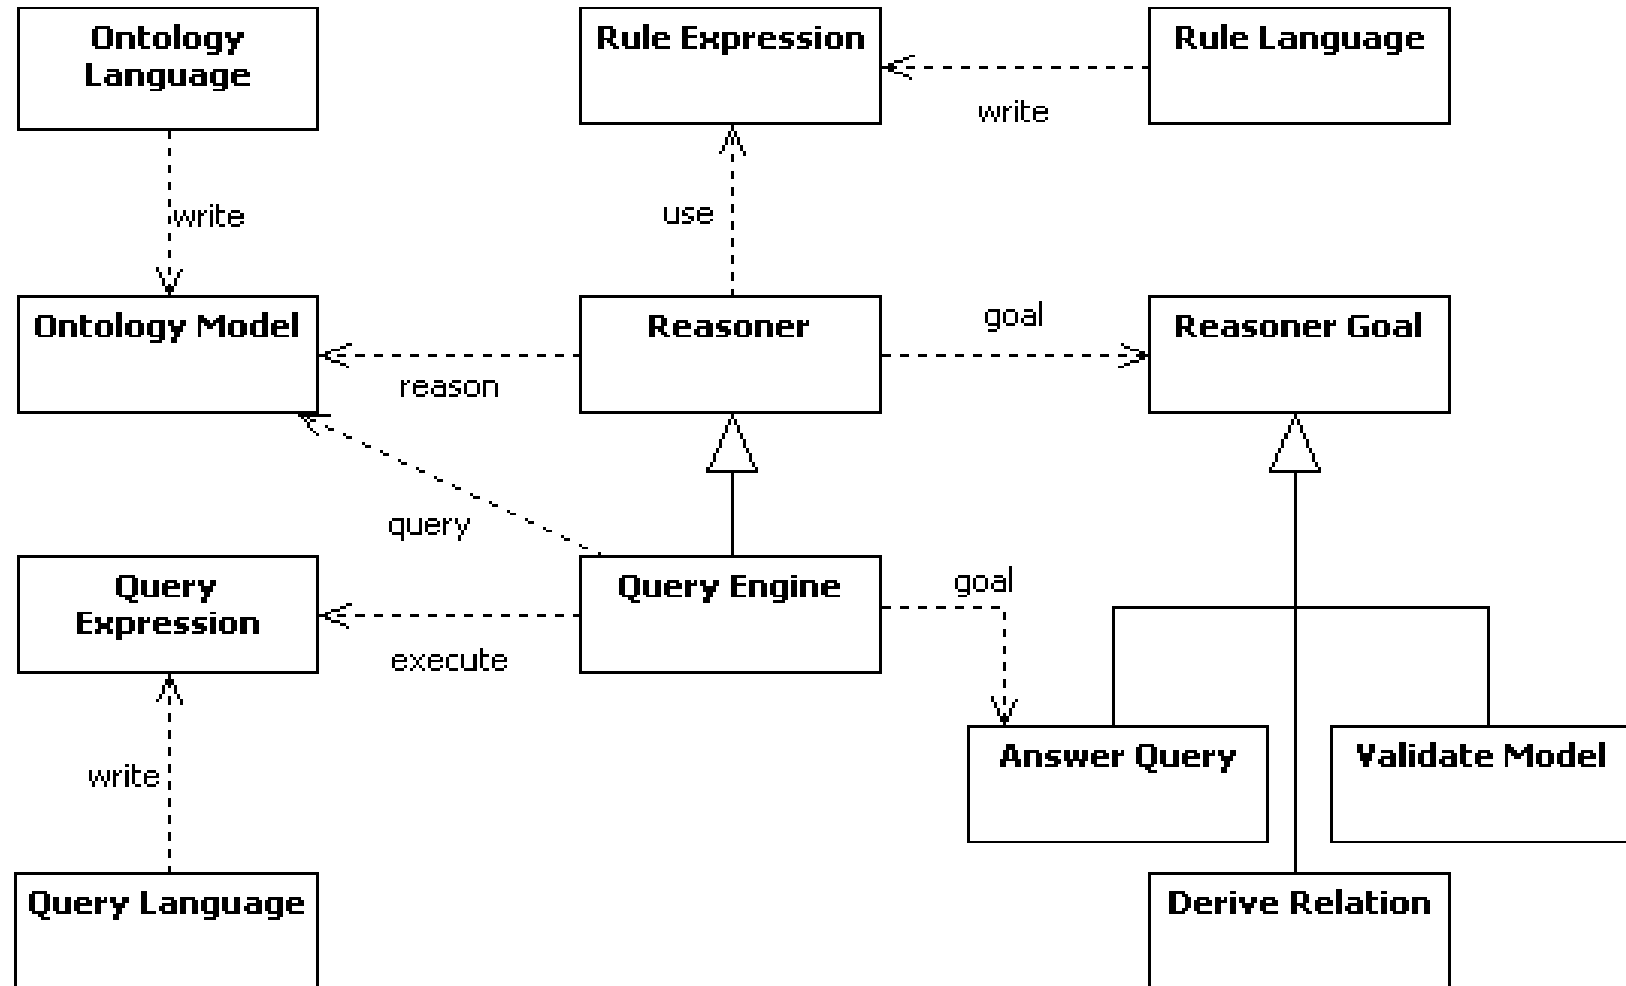 Ontology
Language
Rule Expression
Rule Language
write
write
use
Ontology Model
Reasoner
goal
Reasoner Goal
reason
query
Query
Expression
Query Engine
goal
execute
write
Answer Query
Validate Model
Query Language
Derive Relation